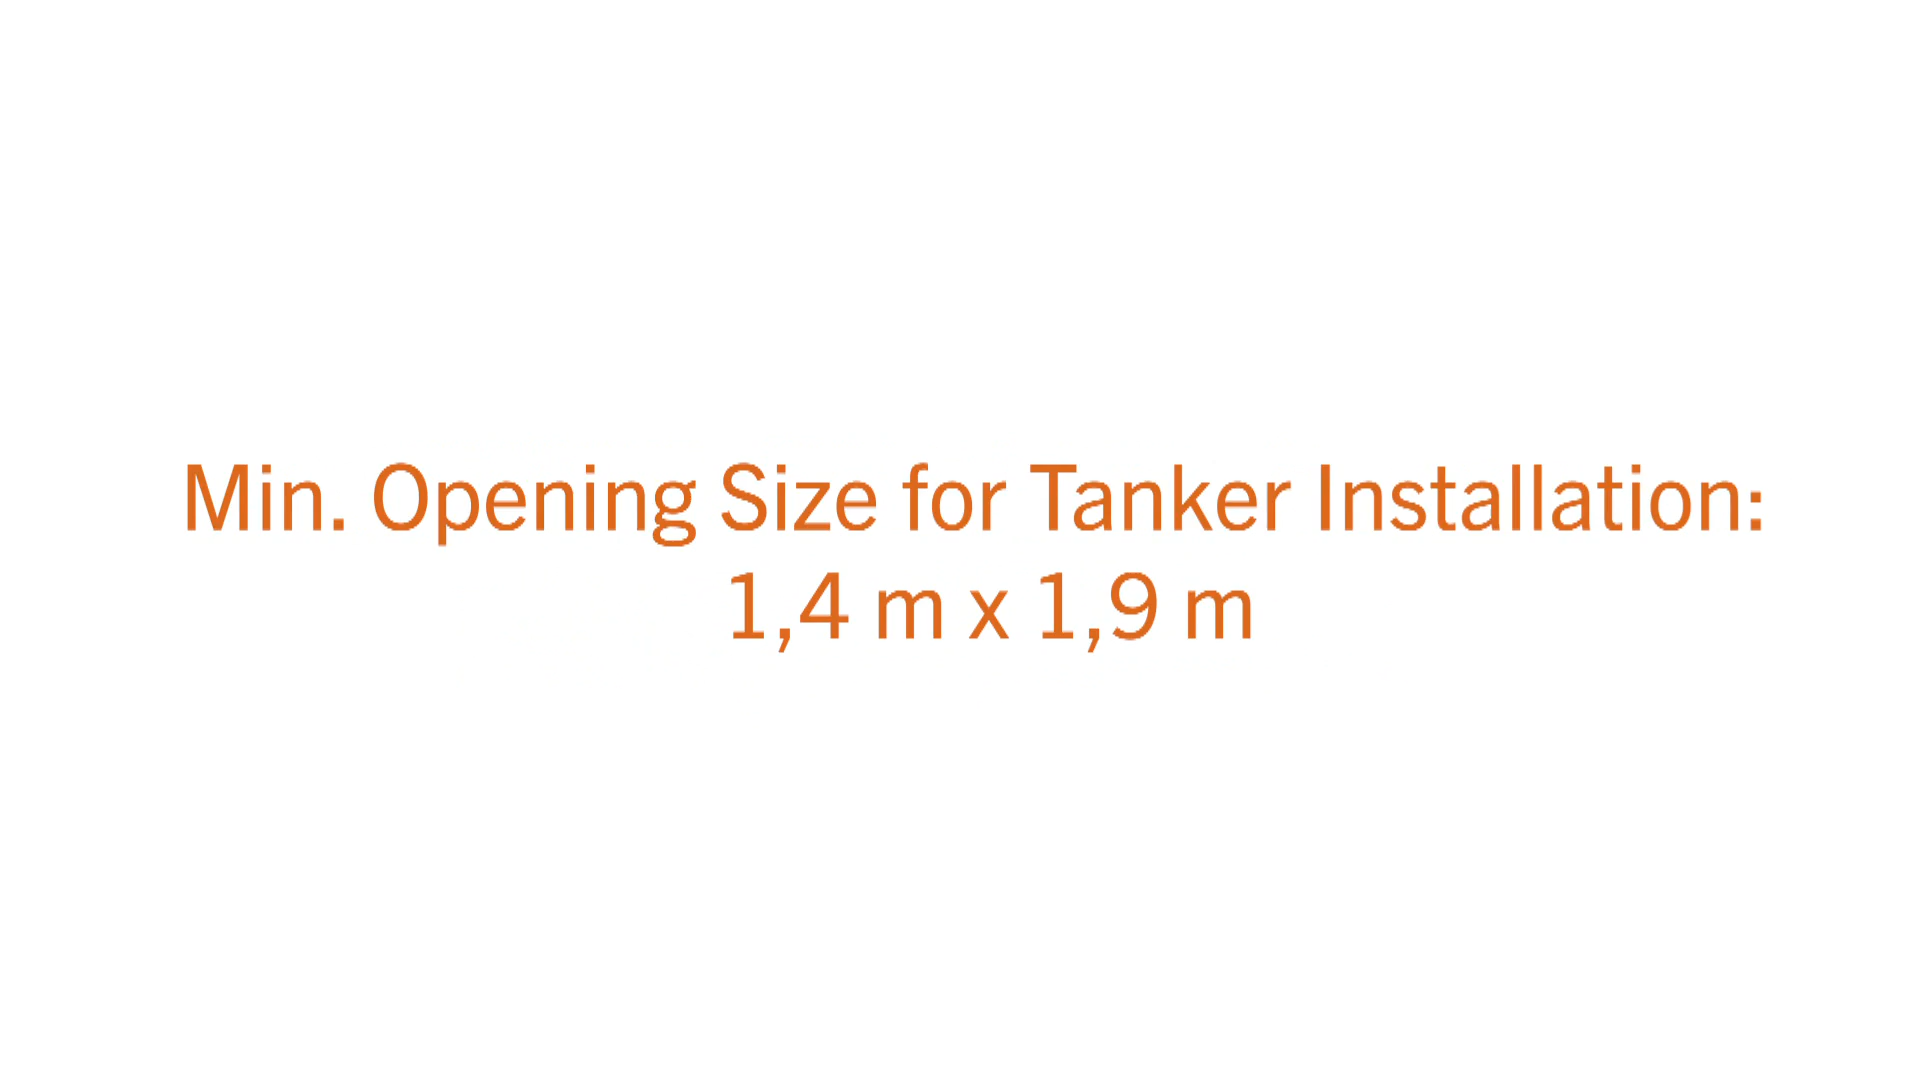 Min. Opening Size for Tanker Installation:
1,4 m x 1,9 m